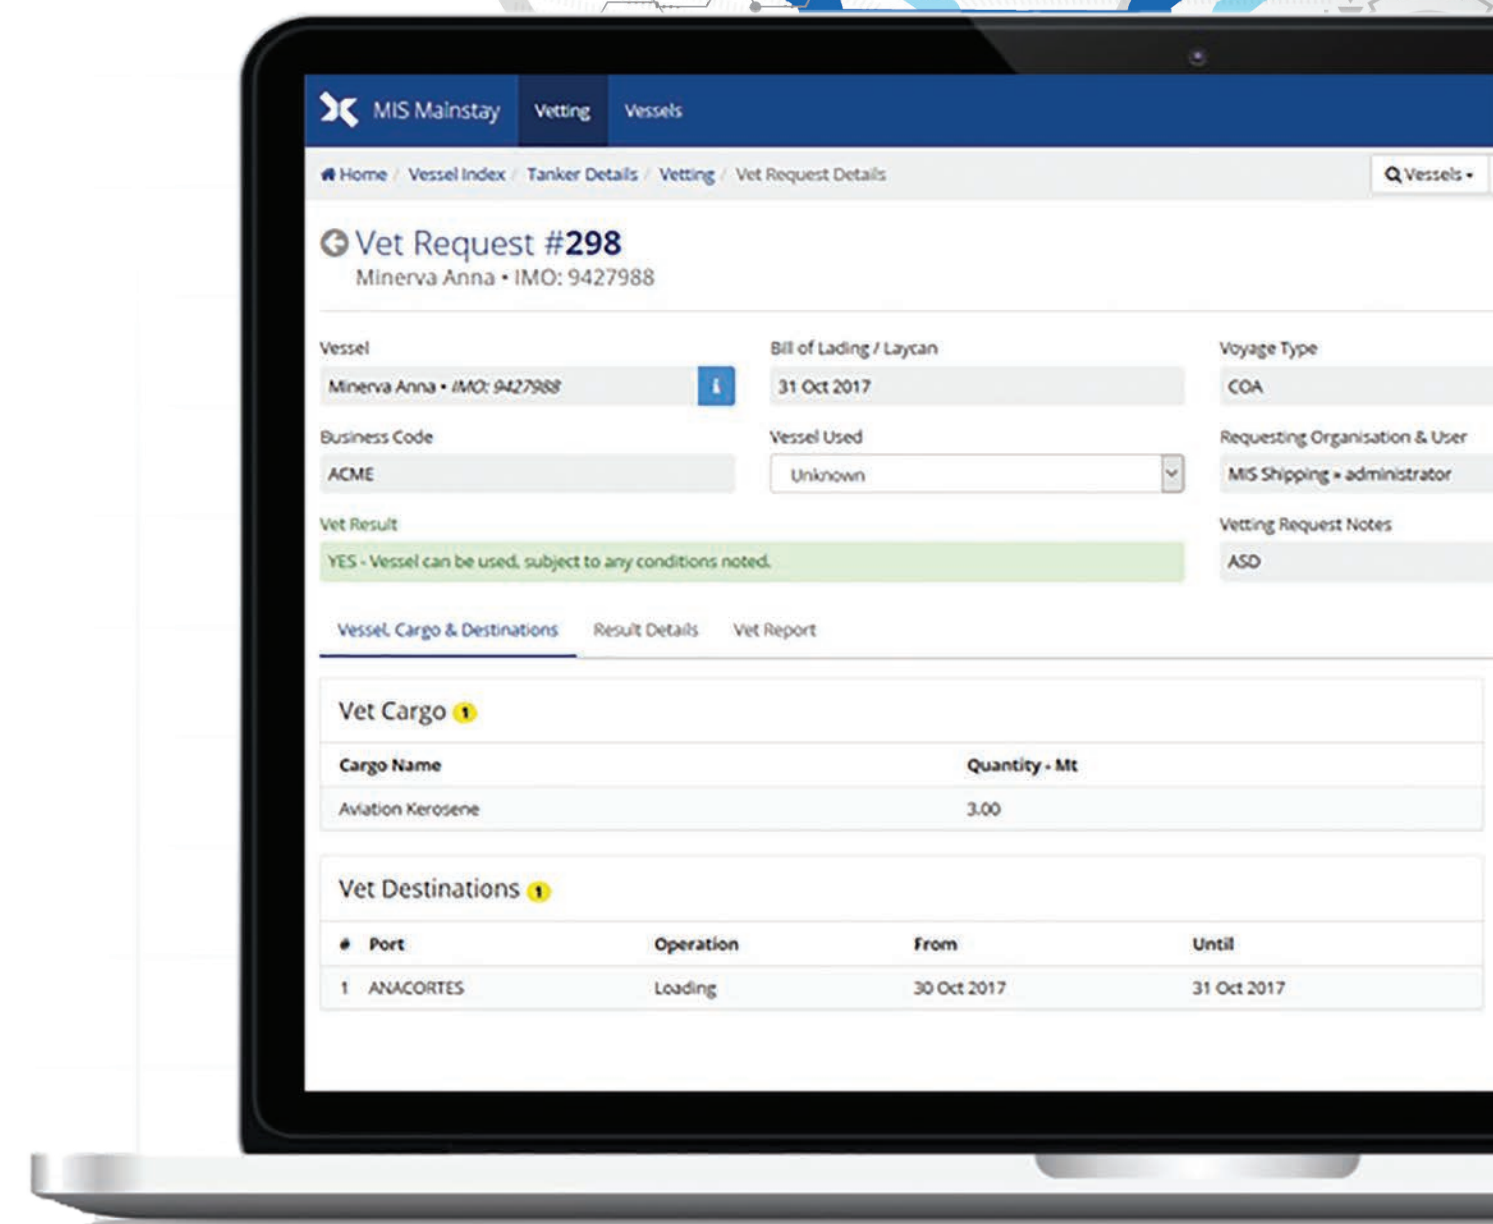 MIS Mainstay Vetting Vessels
Home / Vessel Index / Tanker Details / Vetting / Vet Request Details
Vessels
Vet Request #298
Minerva Anna • IMO: 9427988
Vessel Bill of Lading / Laycan Voyage Type
Minerva Anna • IMO: 9427988 i 31 Oct 2017 COA
Business Code Vessel Used Requesting Organisation & User
ACME Unknown MIS Shipping » administrator
Vet Result Vetting Request Notes
YES - Vessel can be used, subject to any conditions noted. ASD
Vessel, Cargo & Destinations Result Details Vet Report
Vet Cargo 1
Cargo Name Quantity - Mt
Aviation Kerosene 3.00
Vet Destinations 1
# Port Operation From Until
1 ANACORTES Loading 30 Oct 2017 31 Oct 2017